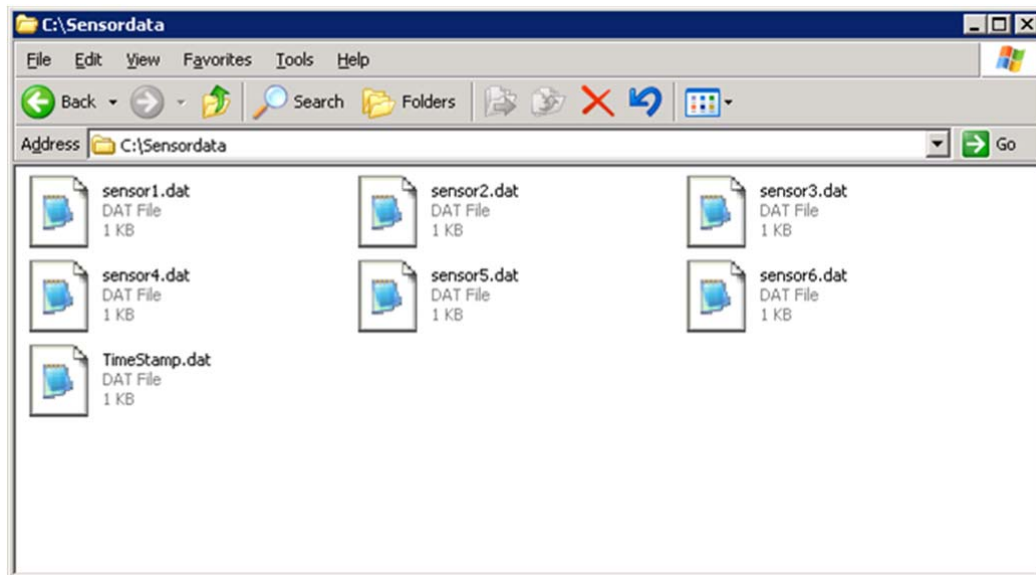 C:\Sensordata
File Edit View Favorites Tools Help
Back Search Folders
Address C:\Sensordata Go
sensor1.dat
DAT File
1 KB
sensor2.dat
DAT File
1 KB
sensor3.dat
DAT File
1 KB
sensor4.dat
DAT File
1 KB
sensor5.dat
DAT File
1 KB
sensor6.dat
DAT File
1 KB
TimeStamp.dat
DAT File
1 KB